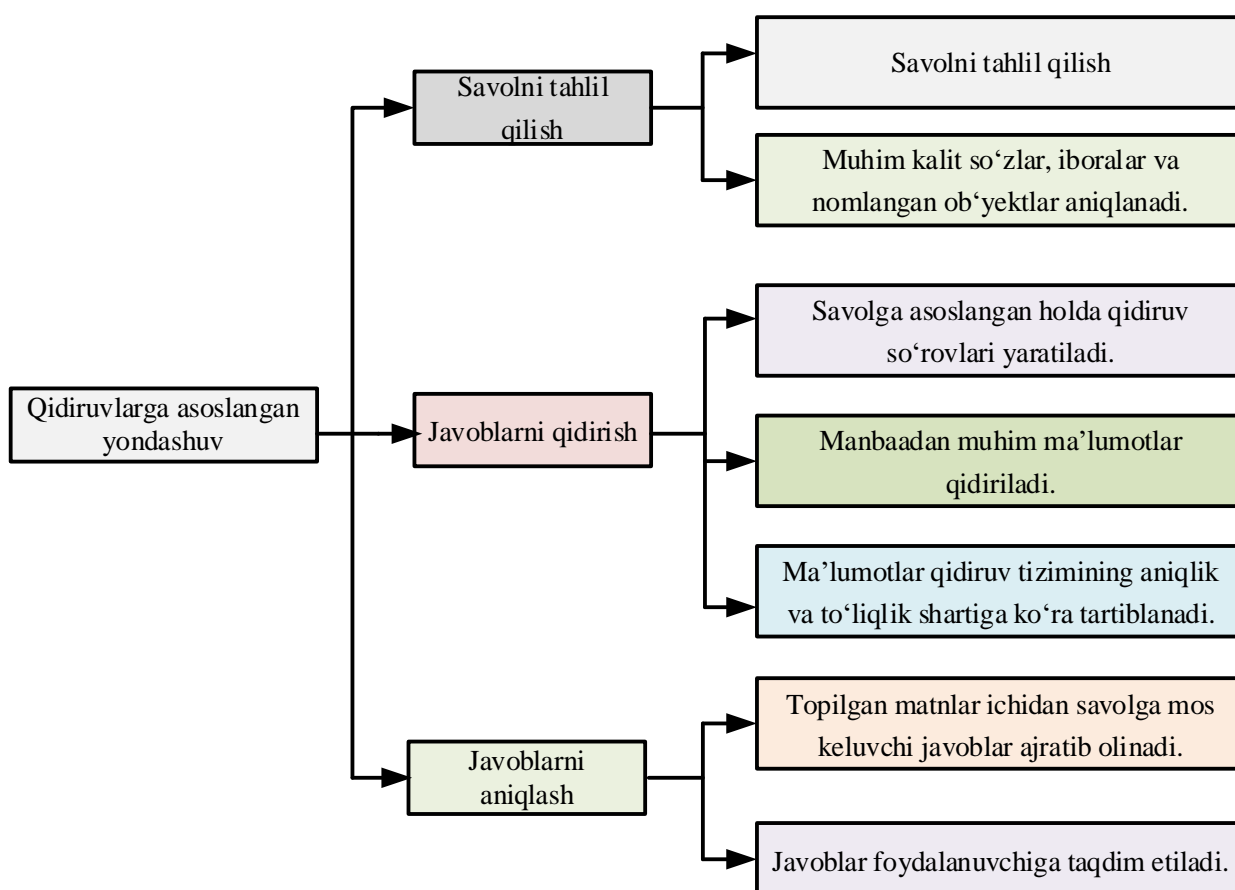 Qidiruvlarga asoslangan
yondashuv
Savolni tahlil
qilish
Savolni tahlil qilish
Muhim kalit so‘zlar, iboralar va
nomlangan ob‘yektlar aniqlanadi.
Javoblarni qidirish
Savolga asoslangan holda qidiruv
so‘rovlari yaratiladi.
Manbaadan muhim ma’lumotlar
qidiriladi.
Ma’lumotlar qidiruv tizimining aniqlik
va to‘liqlik shartiga ko‘ra tartiblanadi.
Javoblarni
aniqlash
Topilgan matnlar ichidan savolga mos
keluvchi javoblar ajratib olinadi.
Javoblar foydalanuvchiga taqdim etiladi.